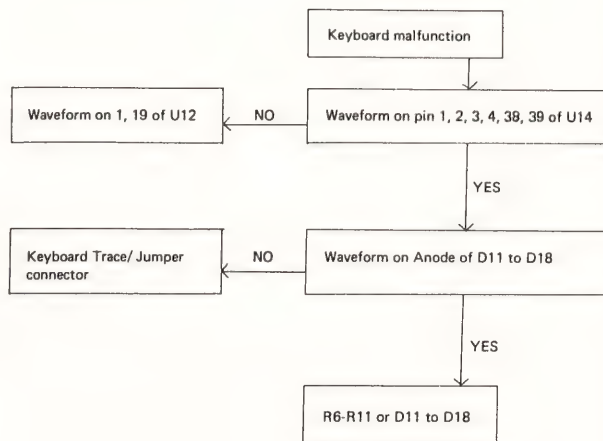 Keyboard malfunction
Waveform on 1, 19 of U12
NO
Waveform on pin 1, 2, 3, 4, 38, 39 of U14
YES
Keyboard Trace/ Jumper
connector
NO
Waveform on Anode of D11 to D18
YES
R6-R11 or D11 to D18